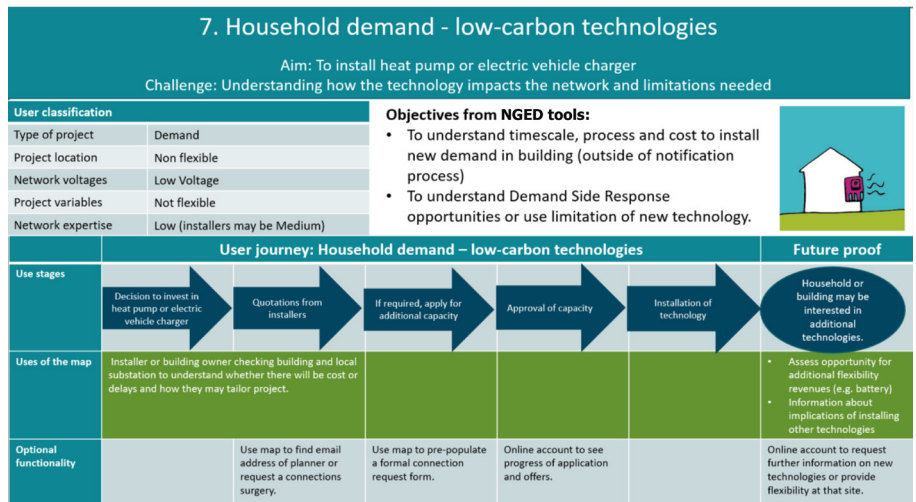 7. Household demand - low-carbon technologies
Aim: To install heat pump or electric vehicle charger
Challenge: Understanding how the technology impacts the network and limitations needed
User classification
Type of project Demand
Project location Non flexible
Network voltages Low Voltage
Project variables Not flexible
Network expertise Low (installers may be Medium)
Objectives from NGED tools:
• To understand timescale, process and cost to install
new demand in building (outside of notification
process)
• To understand Demand Side Response
opportunities or use limitation of new technology.
User journey: Household demand – low-carbon technologies
Future proof
Use stages
Decision to invest in
heat pump or electric
vehicle charger
Quotations from
installers
If required, apply for
additional capacity
Approval of capacity
Installation of
technology
Household or
building may be
interested in
additional
technologies.
Uses of the map
Installer or building owner checking building and local
substation to understand whether there will be cost or
delays and how they may tailor project.
• Assess opportunity for
additional flexibility
revenues (e.g. battery)
• Information about
implications of installing
other technologies
Optional
functionality
Use map to find email
address of planner or
request a connections
surgery.
Use map to pre-populate
a formal connection
request form.
Online account to see
progress of application
and offers.
Online account to request
further information on new
technologies or provide
flexibility at that site.